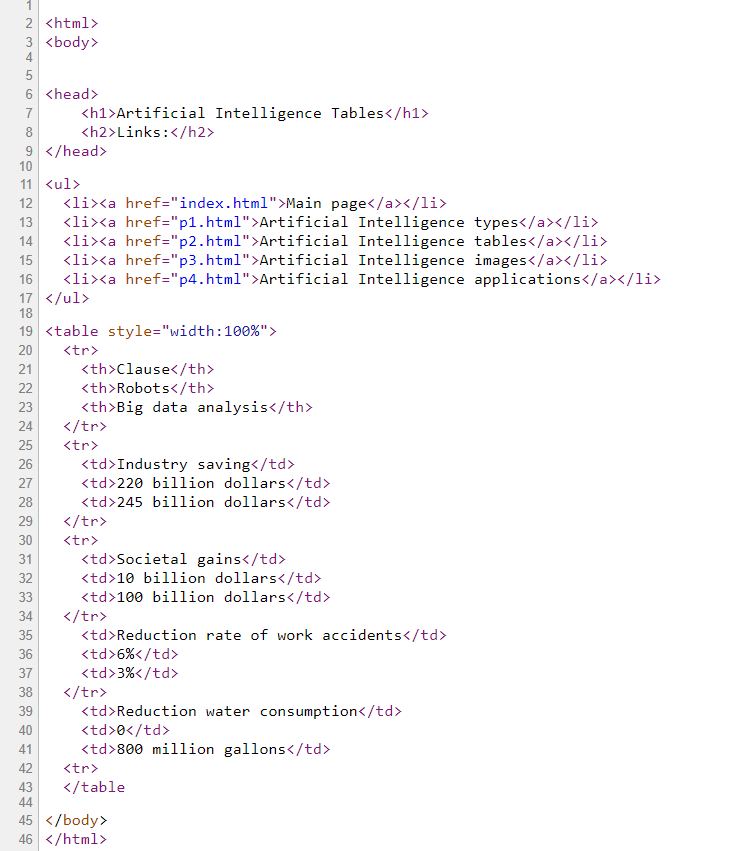 1
2 <html>
3 <body>
4
5
6 <head>
7     <h1>Artificial Intelligence Tables</h1>
8     <h2>Links:</h2>
9 </head>
10
11 <ul>
12   <li><a href="index.html">Main page</a></li>
13   <li><a href="p1.html">Artificial Intelligence types</a></li>
14   <li><a href="p2.html">Artificial Intelligence tables</a></li>
15   <li><a href="p3.html">Artificial Intelligence images</a></li>
16   <li><a href="p4.html">Artificial Intelligence applications</a></li>
17 </ul>
18
19 <table style="width:100%">
20   <tr>
21     <th>Clause</th>
22     <th>Robots</th>
23     <th>Big data analysis</th>
24   </tr>
25   <tr>
26     <td>Industry saving</td>
27     <td>220 billion dollars</td>
28     <td>245 billion dollars</td>
29   </tr>
30   <tr>
31     <td>Societal gains</td>
32     <td>10 billion dollars</td>
33     <td>100 billion dollars</td>
34   </tr>
35     <td>Reduction rate of work accidents</td>
36     <td>6%</td>
37     <td>3%</td>
38   </tr>
39     <td>Reduction water consumption</td>
40     <td>0</td>
41     <td>800 million gallons</td>
42   <tr>
43   </table
44
45 </body>
46 </html>